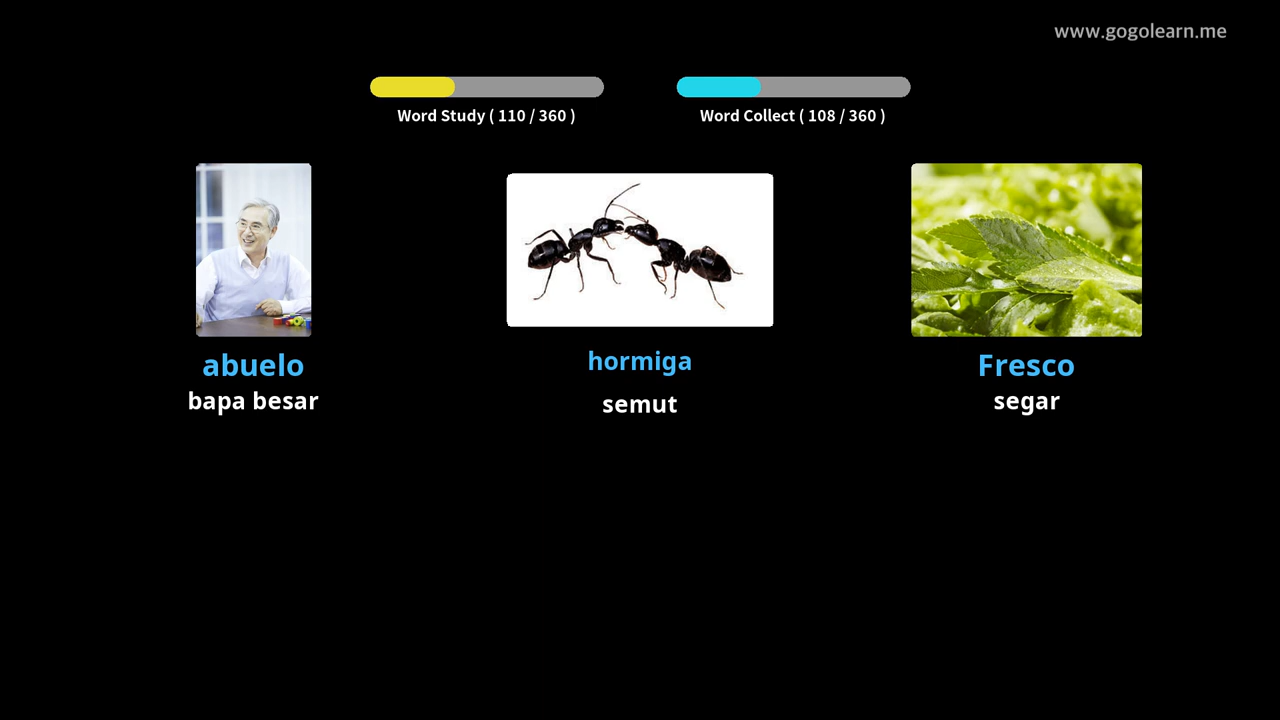 www.gogolearn.me
Word Study ( 110 / 360 )
Word Collect ( 108 / 360 )
abuelo
bapa besar
hormiga
semut
Fresco
segar